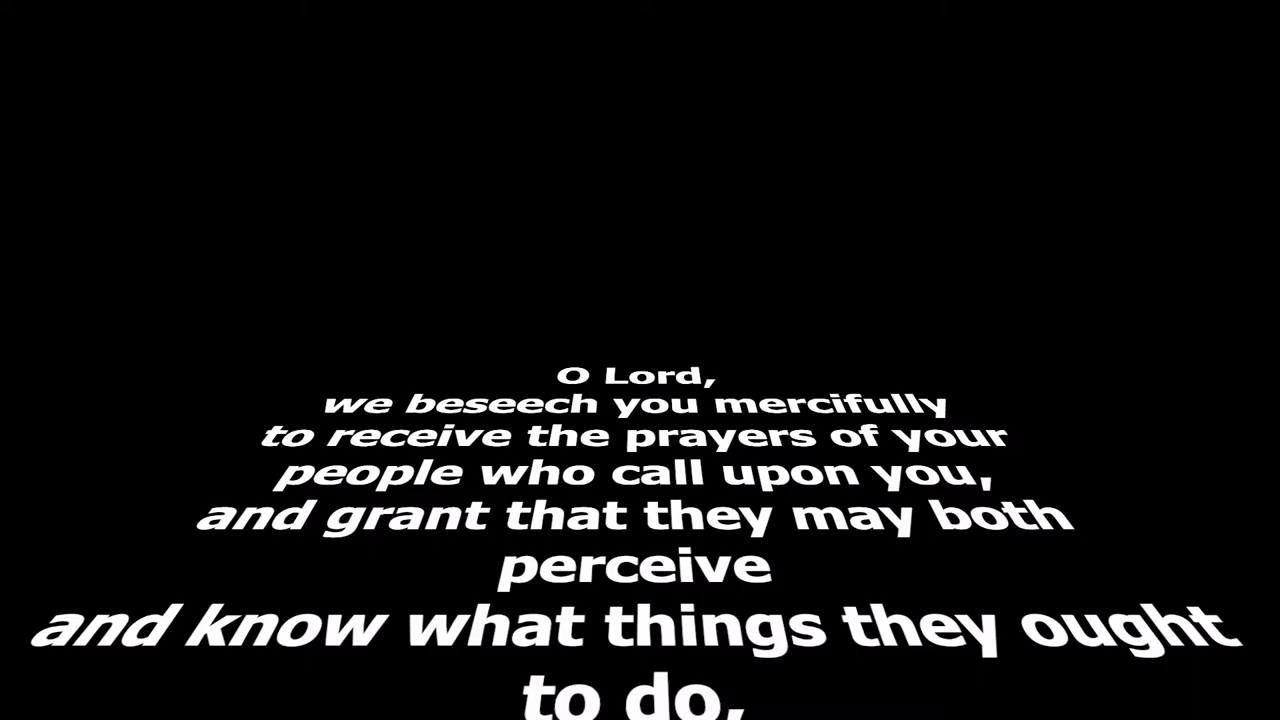 O Lord,
we beseech you mercifully
to receive the prayers of your
people who call upon you,
and grant that they may both
perceive
and know what things they ought
to do,